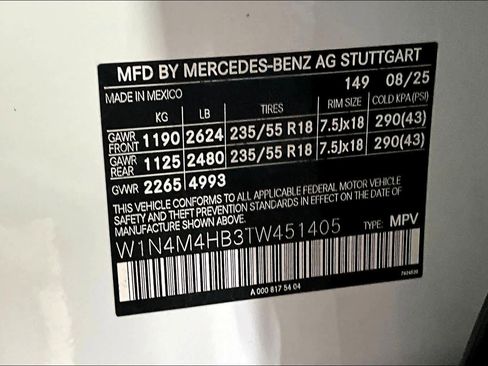 MFD BY MERCEDES-BENZ AG STUTTGART
149 08/25
MADE IN MEXICO
KG LB TIRES RIM SIZE COLD KPA(PSI)
GAWR FRONT 1190 2624 235/55 R18 7.5Jx18 290(43)
GAWR REAR 1125 2480 235/55 R18 7.5Jx18 290(43)
GVWR 2265 4993
THIS VEHICLE CONFORMS TO ALL APPLICABLE FEDERAL MOTOR VEHICLE
SAFETY AND THEFT PREVENTION STANDARDS IN EFFECT ON THE DATE OF
MANUFACTURE SHOWN ABOVE.
W1N4M4HB3TW451405 TYPE: MPV
A 000 817 54 04